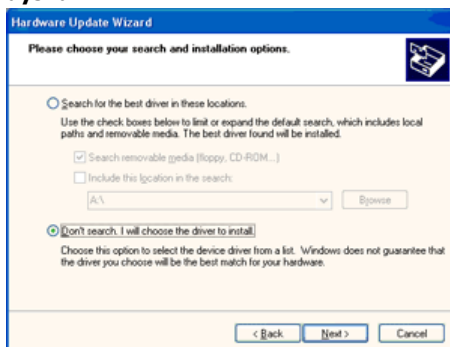 Hardware Update Wizard
Please choose your search and installation options.
Search for the best driver in these locations.
Use the check boxes below to limit or expand the default search, which includes local
paths and removable media. The best driver found will be installed.
Search removable media (floppy, CD-ROM...)
Include this location in the search:
A:\
Browse
Don't search. I will choose the driver to install.
Choose this option to select the device driver from a list. Windows does not guarantee that
the driver you choose will be the best match for your hardware.
< Back
Next >
Cancel